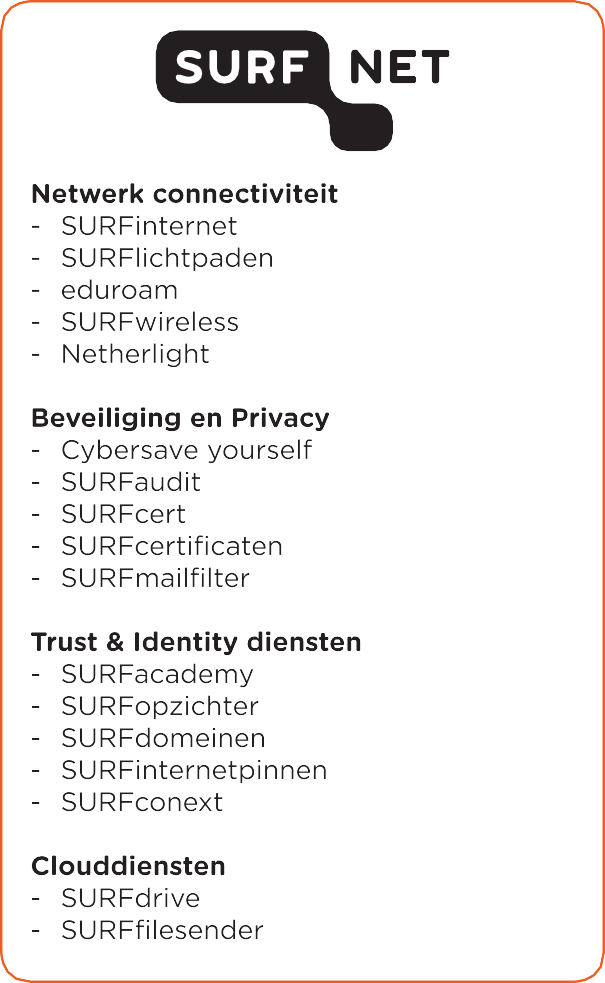 SURF NET
Netwerk connectiviteit
- SURFinternet
- SURFlichtpaden
- eduroam
- SURFwireless
- Netherlight
Beveiliging en Privacy
- Cybersave yourself
- SURFaudit
- SURFcert
- SURFcertificaten
- SURFmailfilter
Trust & Identity diensten
- SURFacademy
- SURFopzichter
- SURFdomeinen
- SURFinternetpinnen
- SURFconext
Clouddiensten
- SURFdrive
- SURFfilesender